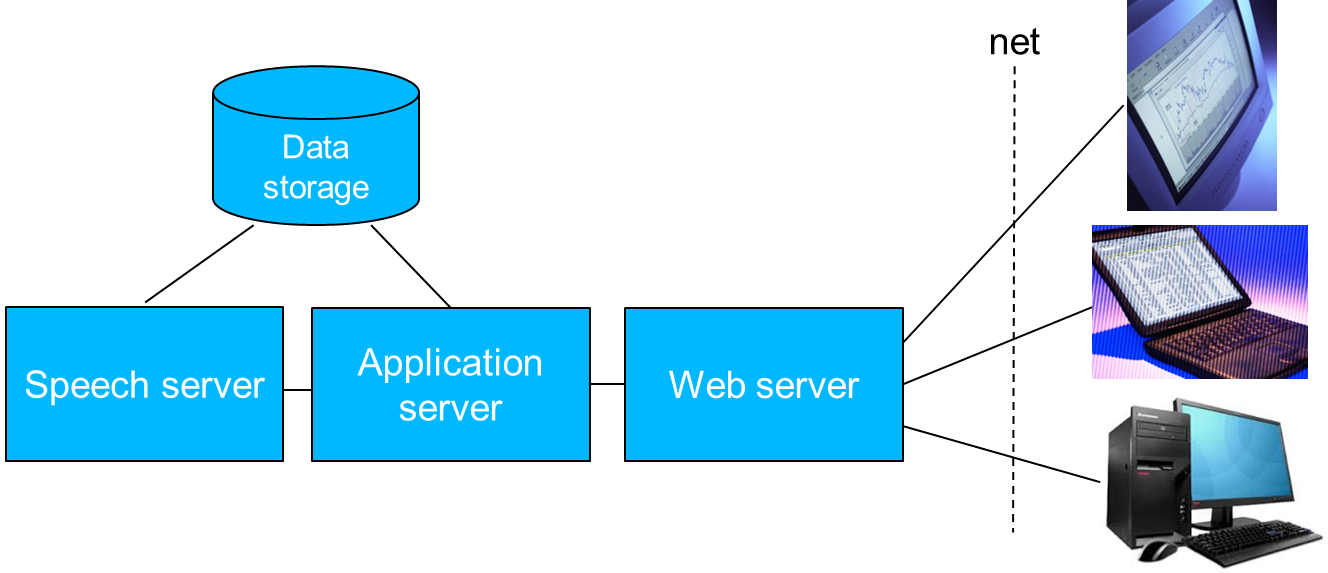 net
Data
storage
Speech server
Application
server
Web server